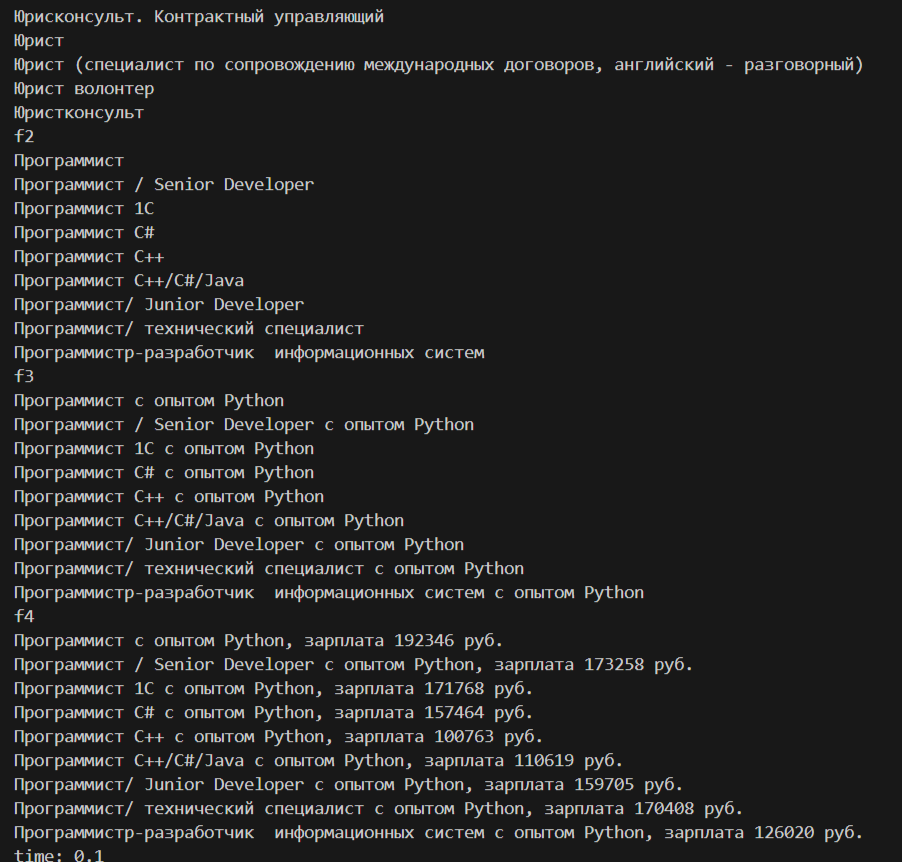 Юрисконсульт. Контрактный управляющий
Юрист
Юрист (специалист по сопровождению международных договоров, английский - разговорный)
Юрист волонтер
Юристконсульт
f2
Программист
Программист / Senior Developer
Программист 1C
Программист C#
Программист C++
Программист C++/C#/Java
Программист/ Junior Developer
Программист/ технический специалист
Программистр-разработчик  информационных систем
f3
Программист с опытом Python
Программист / Senior Developer с опытом Python
Программист 1C с опытом Python
Программист C# с опытом Python
Программист C++ с опытом Python
Программист C++/C#/Java с опытом Python
Программист/ Junior Developer с опытом Python
Программист/ технический специалист с опытом Python
Программистр-разработчик  информационных систем с опытом Python
f4
Программист с опытом Python, зарплата 192346 руб.
Программист / Senior Developer с опытом Python, зарплата 173258 руб.
Программист 1C с опытом Python, зарплата 171768 руб.
Программист C# с опытом Python, зарплата 157464 руб.
Программист C++ с опытом Python, зарплата 100763 руб.
Программист C++/C#/Java с опытом Python, зарплата 110619 руб.
Программист/ Junior Developer с опытом Python, зарплата 159705 руб.
Программист/ технический специалист с опытом Python, зарплата 170408 руб.
Программистр-разработчик  информационных систем с опытом Python, зарплата 126020 руб.
time: 0.1